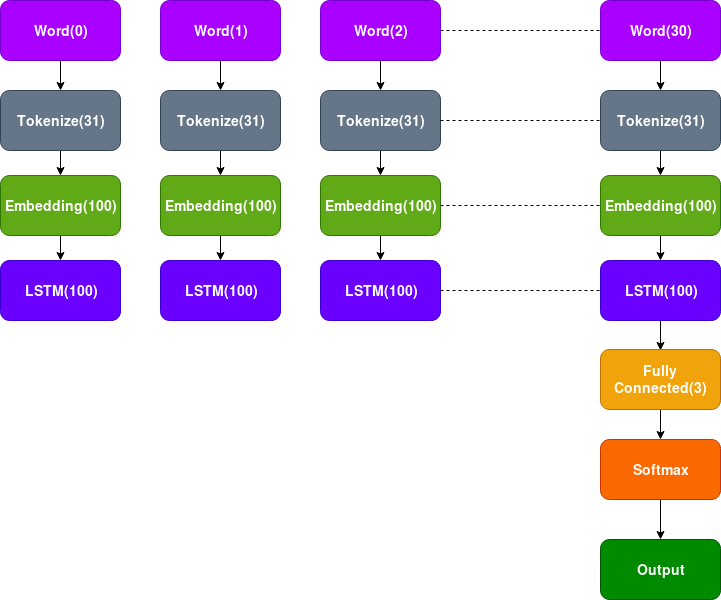 Word(0)
Word(1)
Word(2)
Word(30)
Tokenize(31)
Tokenize(31)
Tokenize(31)
Tokenize(31)
Embedding(100)
Embedding(100)
Embedding(100)
Embedding(100)
LSTM(100)
LSTM(100)
LSTM(100)
LSTM(100)
Fully
Connected(3)
Softmax
Output